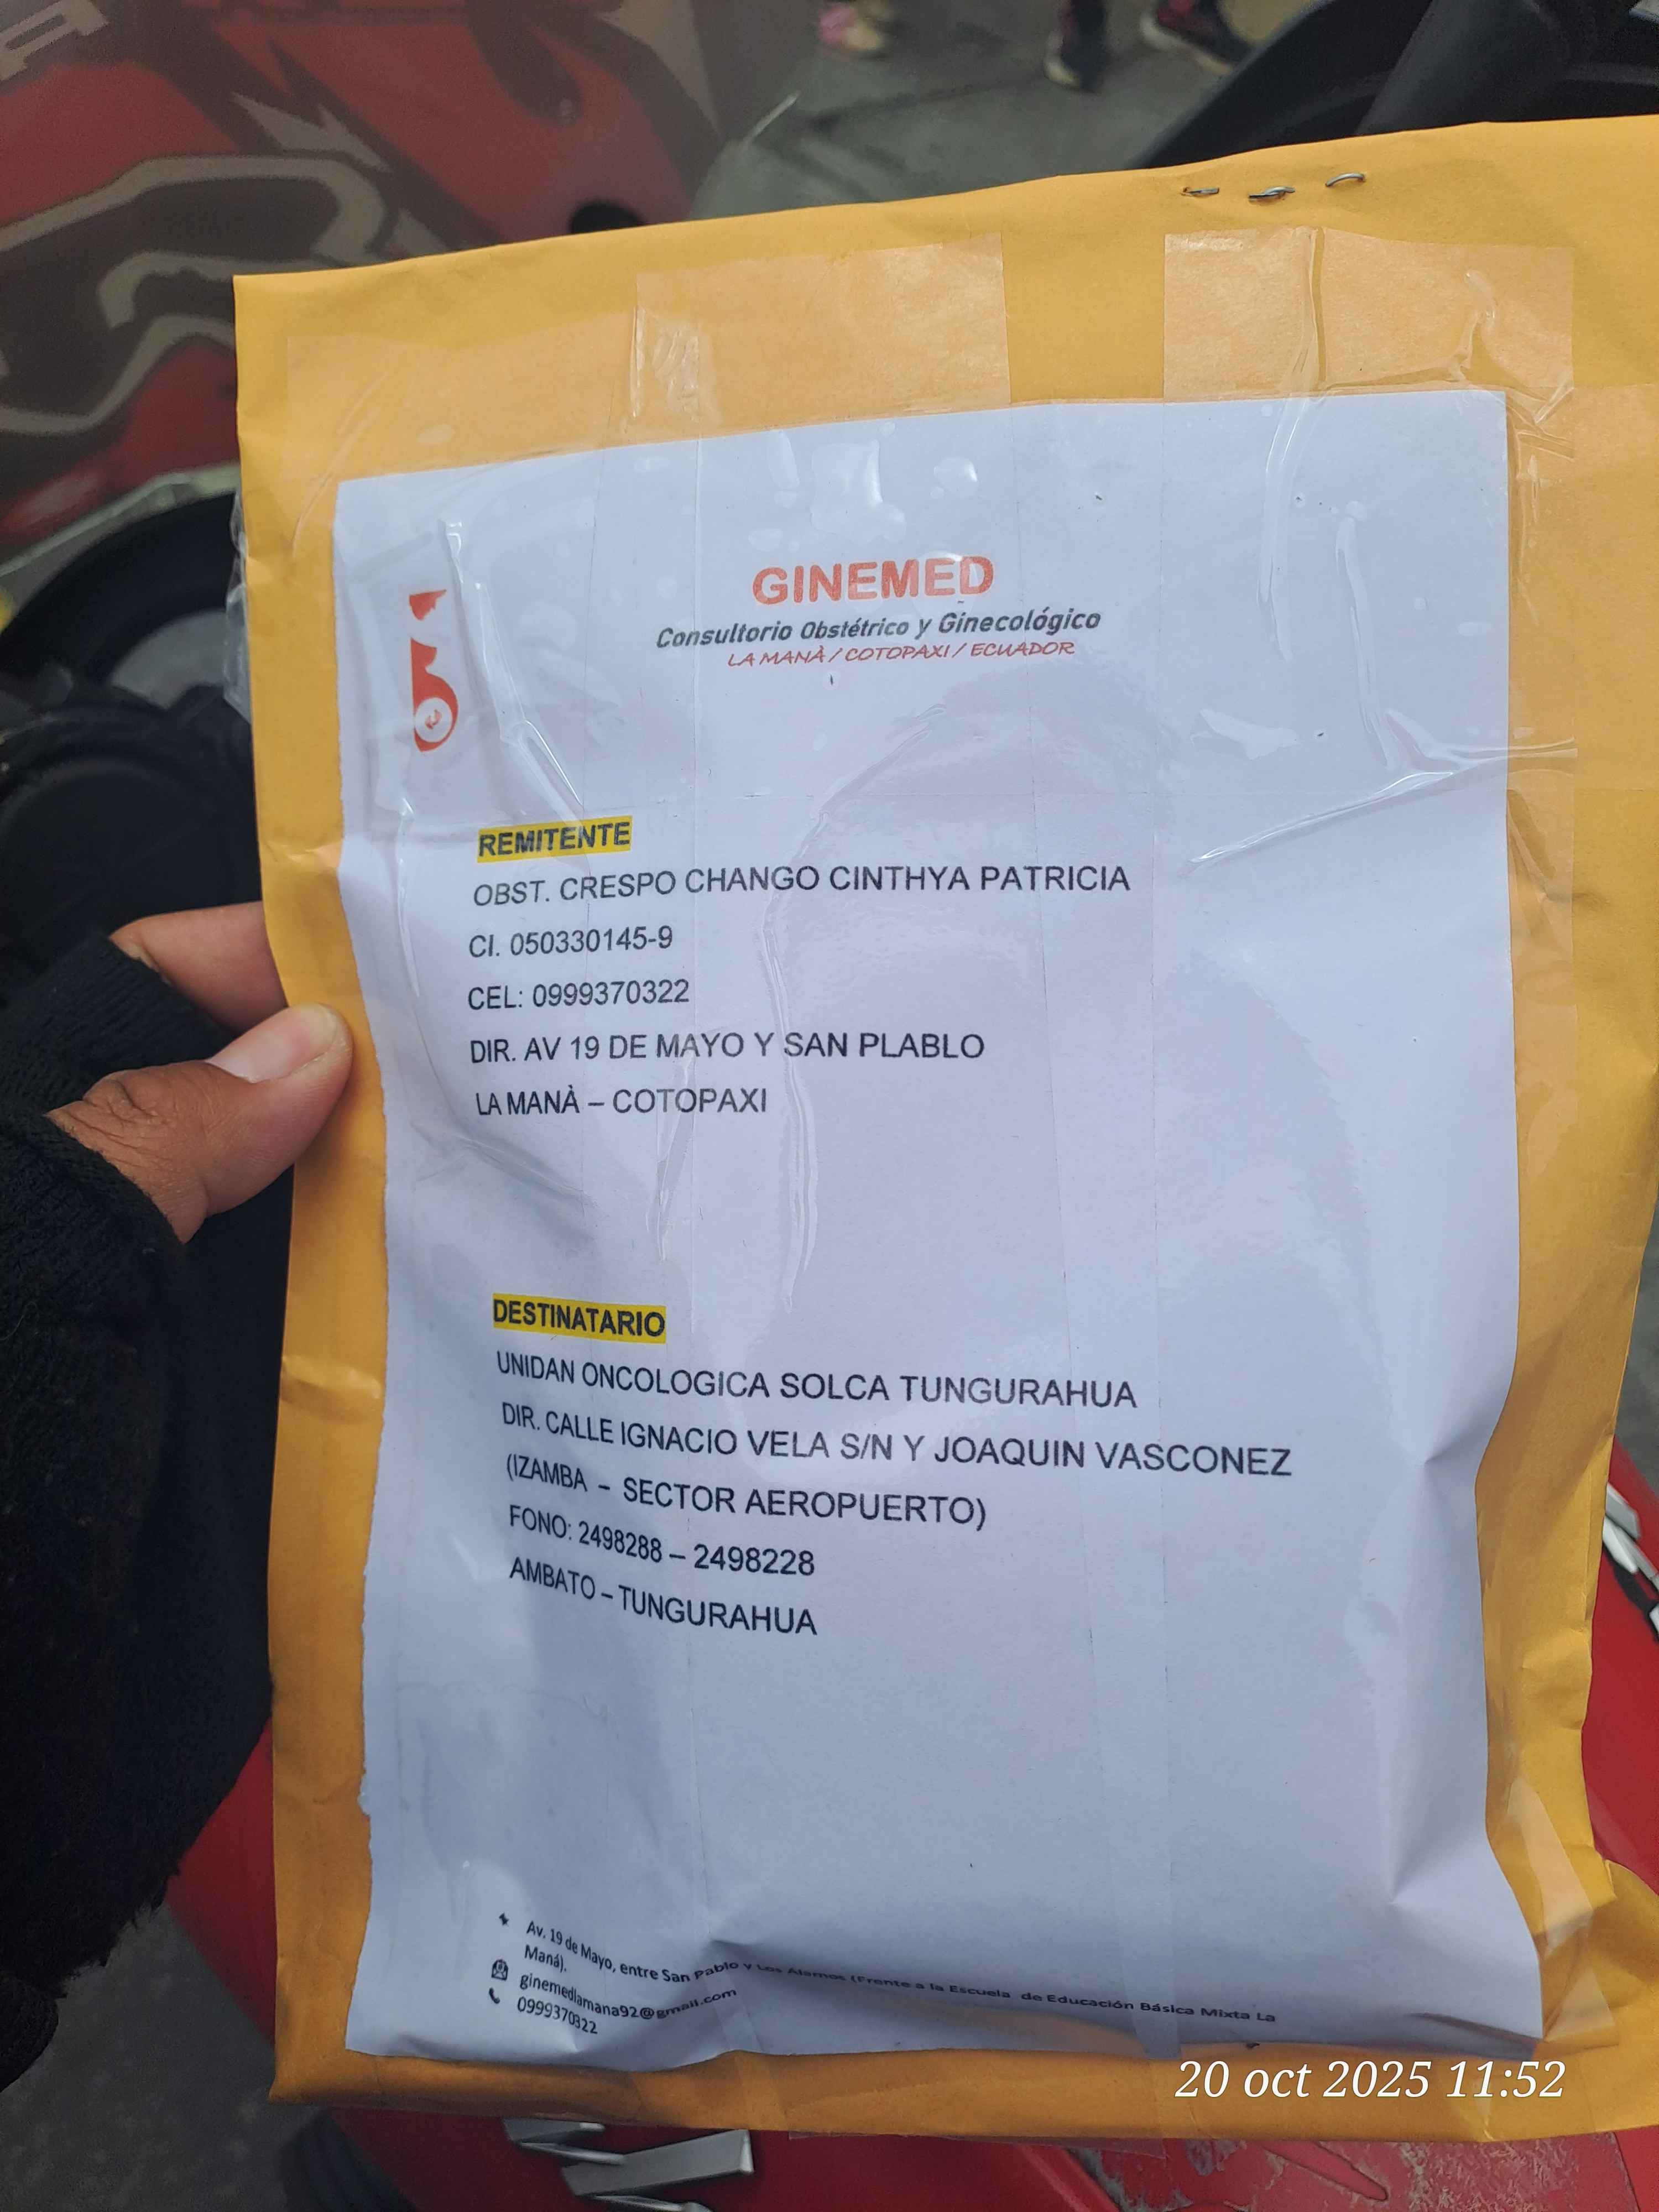 GINEMED
Consultorio Obstétrico y Ginecológico
LA MANÀ / COTOPAXI / ECUADOR
REMITENTE
OBST. CRESPO CHANGO CINTHYA PATRICIA
CI. 050330145-9
CEL: 0999370322
DIR. AV 19 DE MAYO Y SAN PLABLO
LA MANÀ – COTOPAXI
DESTINATARIO
UNIDAN ONCOLOGICA SOLCA TUNGURAHUA
DIR. CALLE IGNACIO VELA S/N Y JOAQUIN VASCONEZ
(IZAMBA – SECTOR AEROPUERTO)
FONO: 2498288 – 2498228
AMBATO – TUNGURAHUA
Av. 19 de Mayo, entre San Pablo y Los Álamos (Frente a la Escuela de Educación Básica Mixta La
Maná).
ginemedlamana92@gmail.com
0999370322
20 oct 2025 11:52